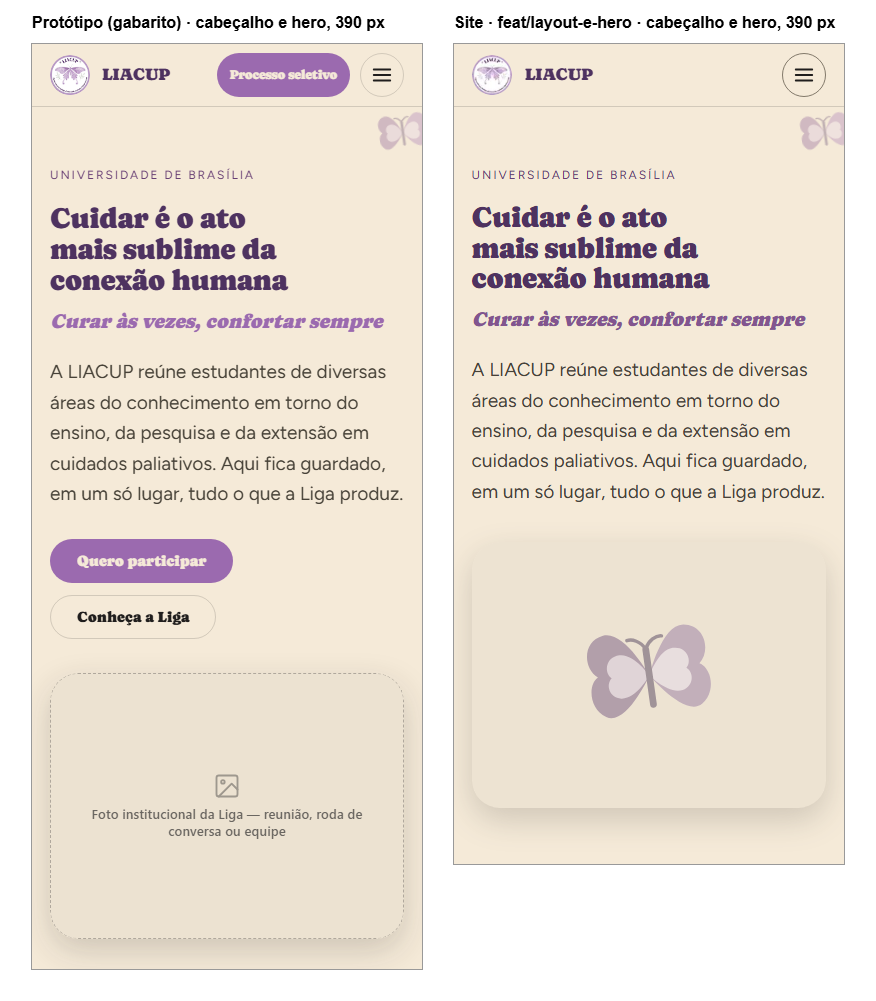 Protótipo (gabarito) · cabeçalho e hero, 390 px
LIACUP
LIACUP
Processo seletivo
UNIVERSIDADE DE BRASÍLIA
Cuidar é o ato
mais sublime da
conexão humana
Curar às vezes, confortar sempre
A LIACUP reúne estudantes de diversas
áreas do conhecimento em torno do
ensino, da pesquisa e da extensão em
cuidados paliativos. Aqui fica guardado,
em um só lugar, tudo o que a Liga produz.
Quero participar
Conheça a Liga
Foto institucional da Liga — reunião, roda de
conversa ou equipe
Site · feat/layout-e-hero · cabeçalho e hero, 390 px
LIACUP
LIACUP
UNIVERSIDADE DE BRASÍLIA
Cuidar é o ato
mais sublime da
conexão humana
Curar às vezes, confortar sempre
A LIACUP reúne estudantes de diversas
áreas do conhecimento em torno do
ensino, da pesquisa e da extensão em
cuidados paliativos. Aqui fica guardado,
em um só lugar, tudo o que a Liga produz.